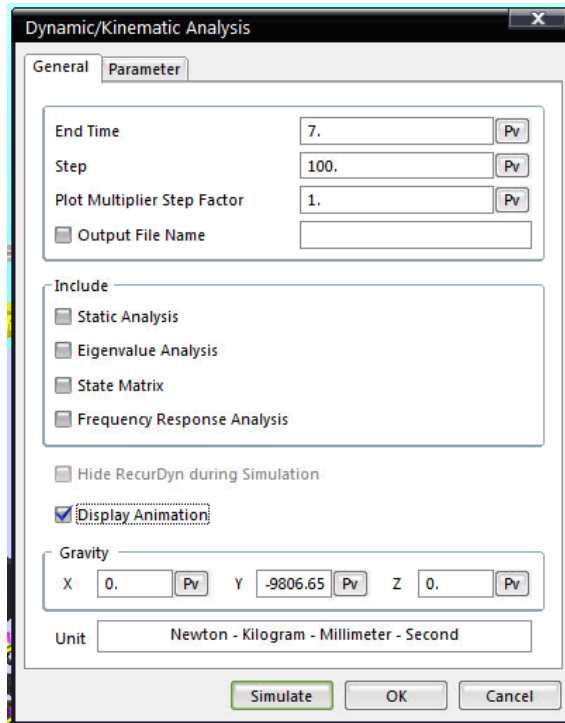 Dynamic/Kinematic Analysis
X
General Parameter
End Time 7. Pv
Step 100. Pv
Plot Multiplier Step Factor 1. Pv
Output File Name
Include
Static Analysis
Eigenvalue Analysis
State Matrix
Frequency Response Analysis
Hide RecurDyn during Simulation
Display Animation
Gravity
X 0. Pv Y -9806.65 Pv Z 0. Pv
Unit Newton - Kilogram - Millimeter - Second
Simulate OK Cancel